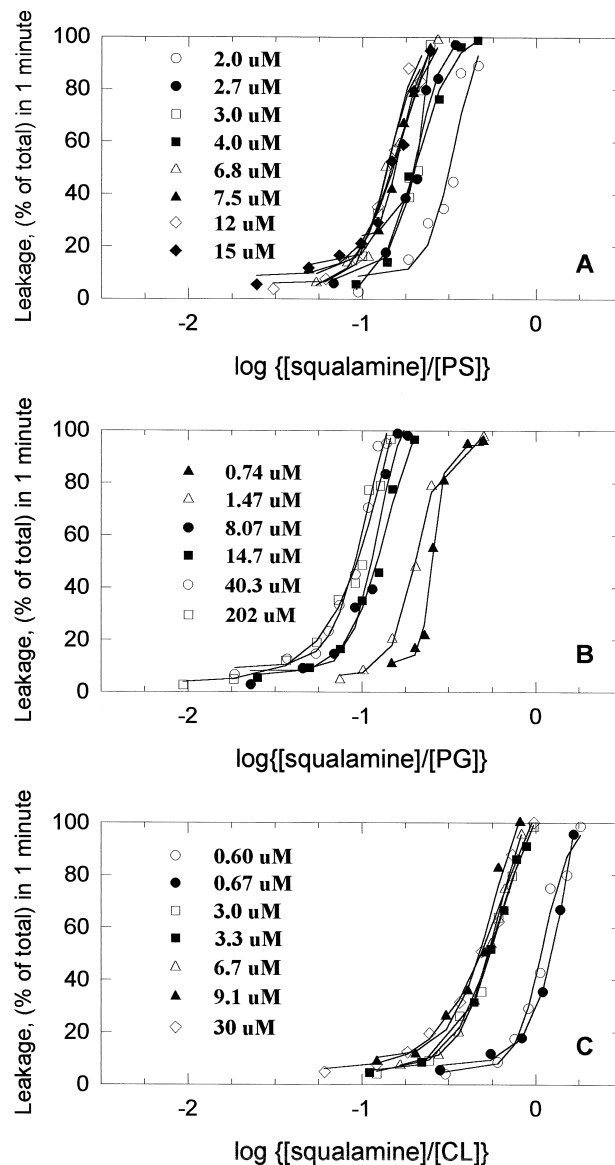 100
80
60
40
20
0
Leakage, (% of total) in 1 minute
2.0 uM
2.7 uM
3.0 uM
4.0 uM
6.8 uM
7.5 uM
12 uM
15 uM
A
-2
-1
0
log {[squalamine]/[PS]}
100
80
60
40
20
0
Leakage, (% of total) in 1 minute
0.74 uM
1.47 uM
8.07 uM
14.7 uM
40.3 uM
202 uM
B
-2
-1
0
log{[squalamine]/[PG]}
100
80
60
40
20
0
Leakage, (% of total) in 1 minute
0.60 uM
0.67 uM
3.0 uM
3.3 uM
6.7 uM
9.1 uM
30 uM
C
-2
-1
0
log {[squalamine]/[CL]}